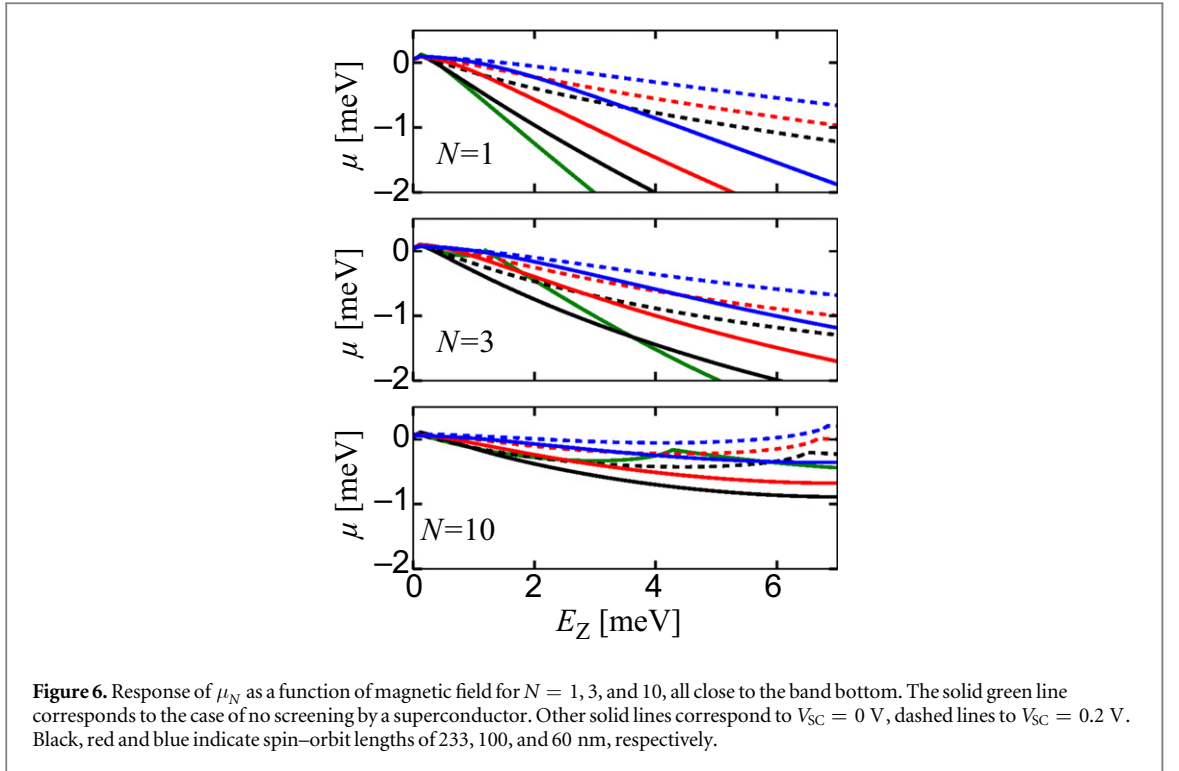 0
−1
−2
μ [meV]
N=1
0
−1
−2
μ [meV]
N=3
0
−1
−2
μ [meV]
N=10
0 2 4 6
E_Z [meV]
Figure 6. Response of μ_N as a function of magnetic field for N = 1, 3, and 10, all close to the band bottom. The solid green line
corresponds to the case of no screening by a superconductor. Other solid lines correspond to V_SC = 0 V, dashed lines to V_SC = 0.2 V.
Black, red and blue indicate spin–orbit lengths of 233, 100, and 60 nm, respectively.